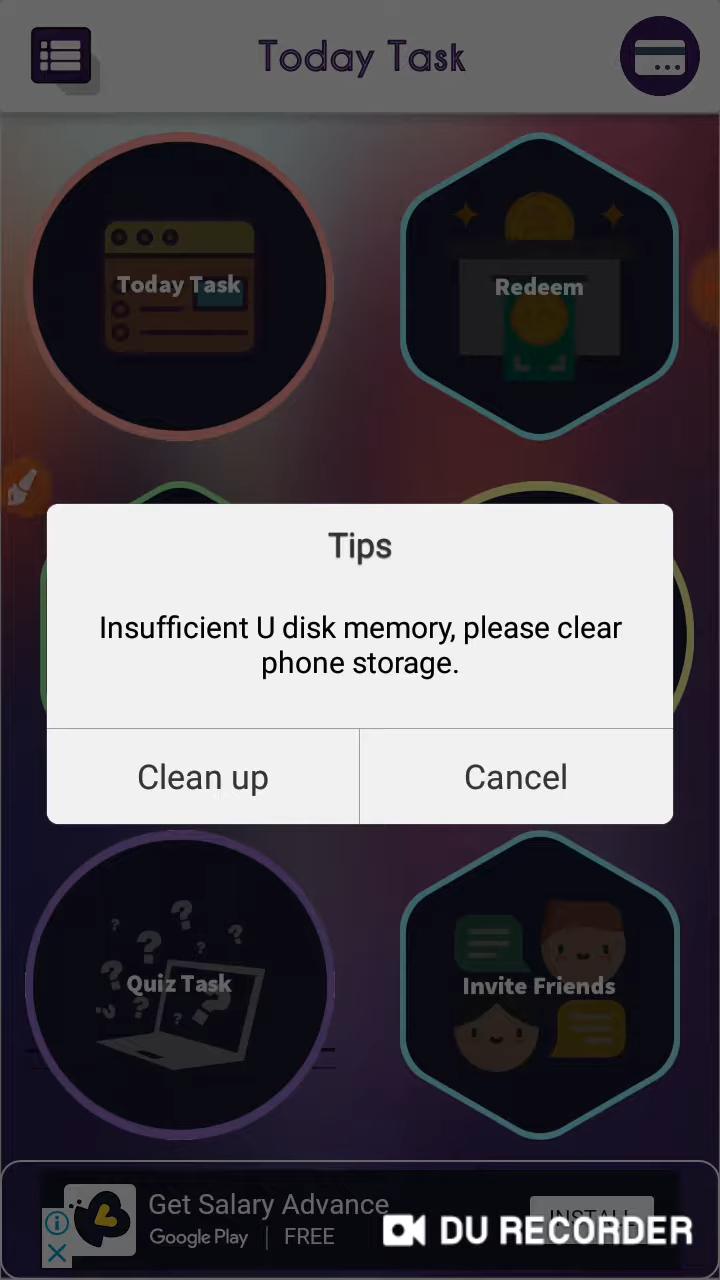 Today Task
Today Task
Redeem
Tips
Insufficient U disk memory, please clear
phone storage.
Clean up
Cancel
Quiz Task
Invite Friends
Get Salary Advance
Google Play | FREE
INSTALL
DU RECORDER